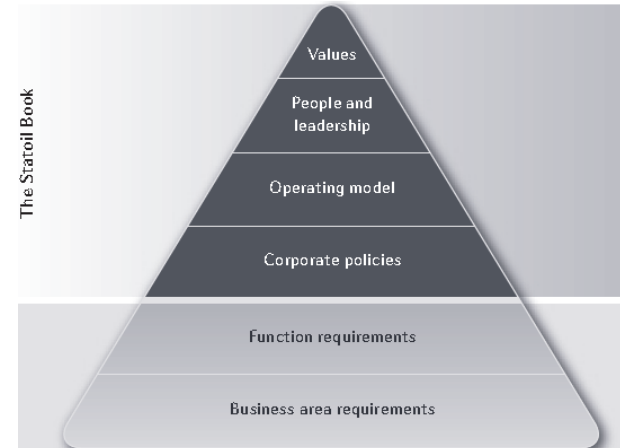 The Statoil Book
Values
People and
leadership
Operating model
Corporate policies
Function requirements
Business area requirements